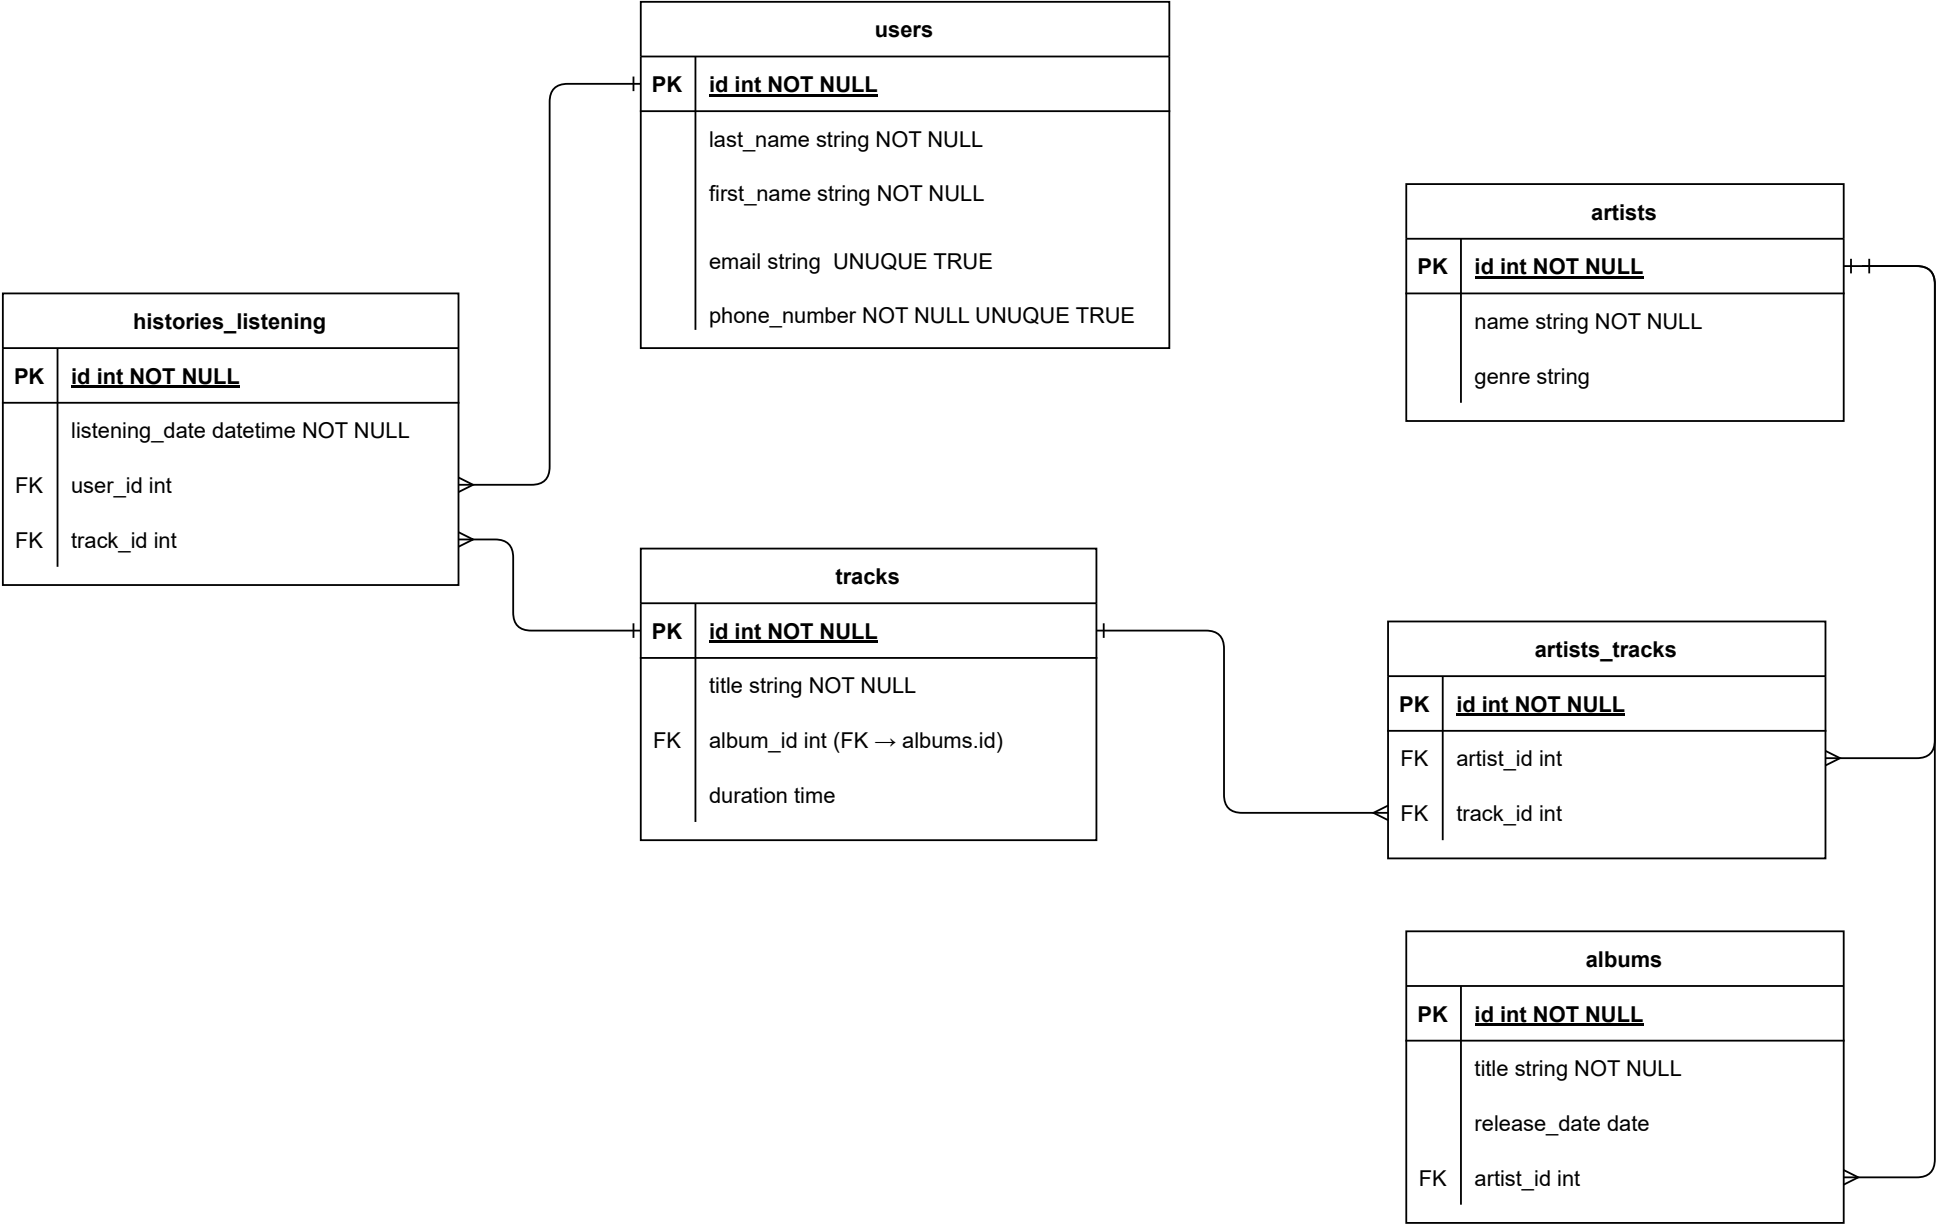 users
PK id int NOT NULL
last_name string NOT NULL
first_name string NOT NULL
email string  UNUQUE TRUE
phone_number NOT NULL UNUQUE TRUE
artists
PK id int NOT NULL
name string NOT NULL
genre string
histories_listening
PK id int NOT NULL
listening_date datetime NOT NULL
FK user_id int
FK track_id int
tracks
PK id int NOT NULL
title string NOT NULL
FK album_id int (FK → albums.id)
duration time
artists_tracks
PK id int NOT NULL
FK artist_id int
FK track_id int
albums
PK id int NOT NULL
title string NOT NULL
release_date date
FK artist_id int